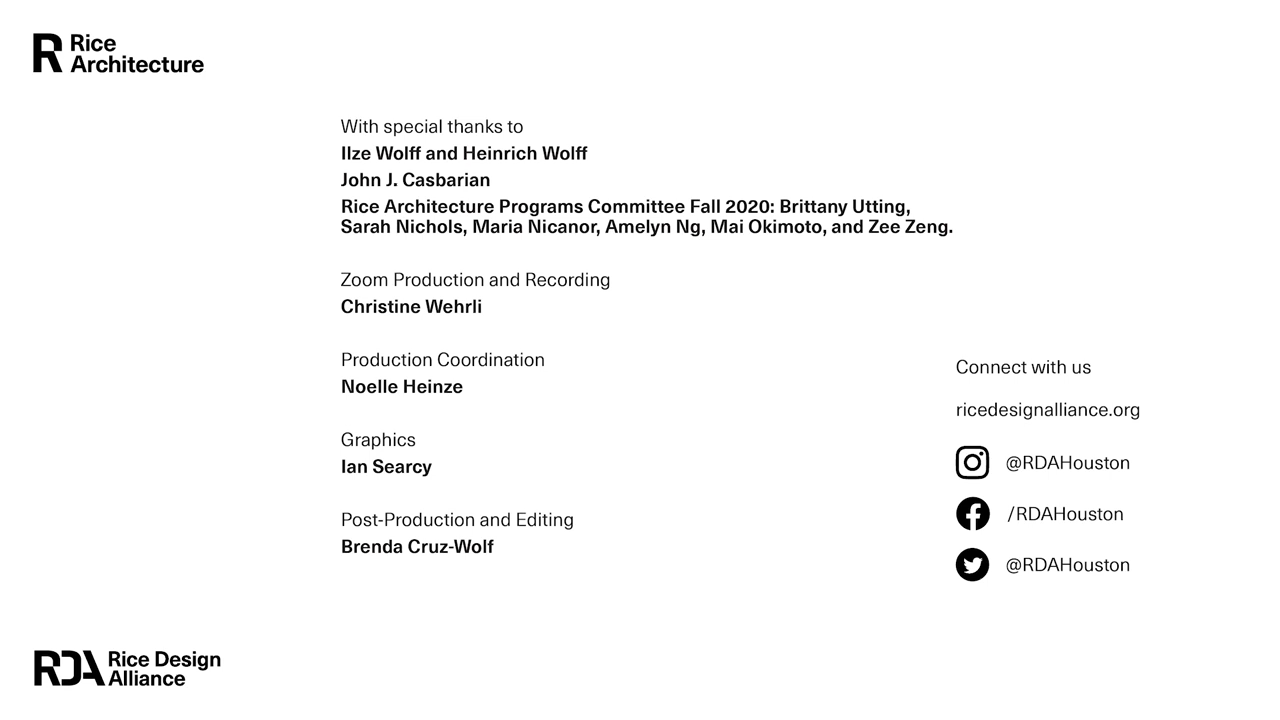 Rice
Architecture
With special thanks to
Ilze Wolff and Heinrich Wolff
John J. Casbarian
Rice Architecture Programs Committee Fall 2020: Brittany Utting,
Sarah Nichols, Maria Nicanor, Amelyn Ng, Mai Okimoto, and Zee Zeng.
Zoom Production and Recording
Christine Wehrli
Production Coordination
Noelle Heinze
Graphics
Ian Searcy
Post-Production and Editing
Brenda Cruz-Wolf
Connect with us
ricedesignalliance.org
@RDAHouston
/RDAHouston
@RDAHouston
RDA Rice Design
Alliance